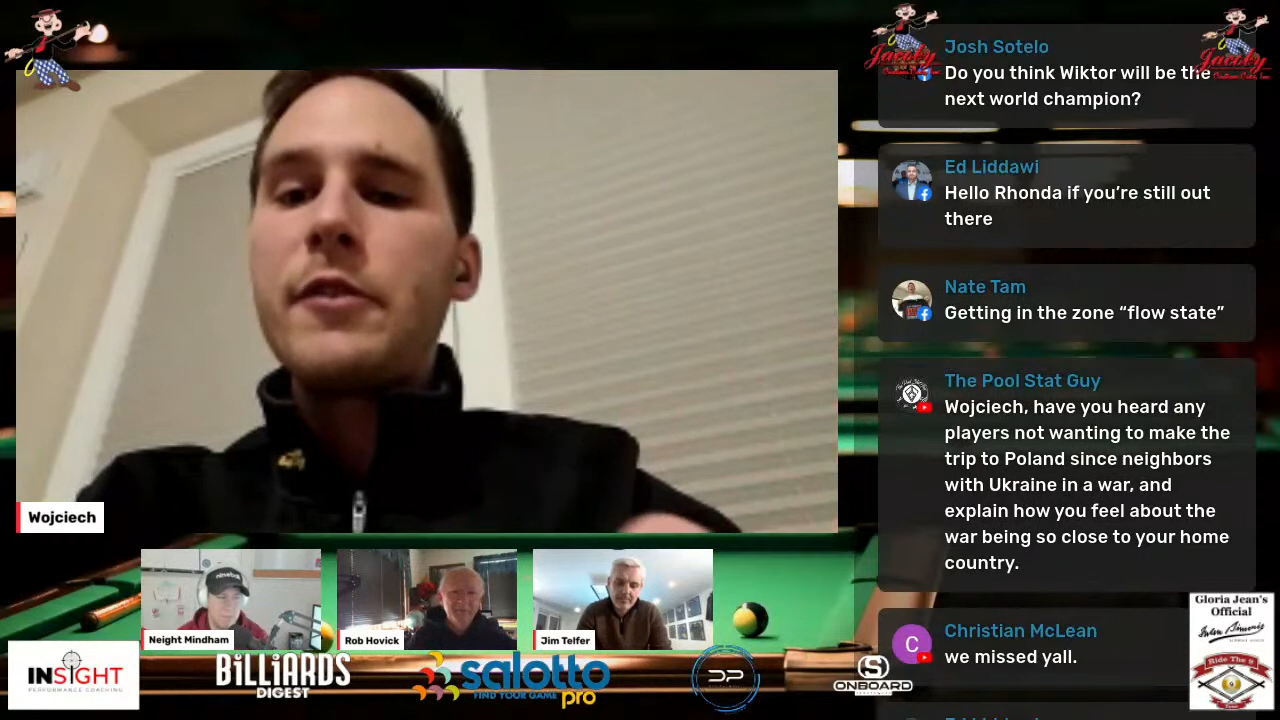 Jacoby
Jacoby
Josh Sotelo
Do you think Wiktor will be the
next world champion?
Ed Liddawi
Hello Rhonda if you’re still out
there
Nate Tam
Getting in the zone “flow state”
The Pool Stat Guy
Wojciech, have you heard any
players not wanting to make the
trip to Poland since neighbors
with Ukraine in a war, and
explain how you feel about the
war being so close to your home
country.
C
Christian McLean
we missed yall.
Wojciech
Neight Mindham
Rob Hovick
Jim Telfer
INSIGHT
PERFORMANCE COACHING
BILLIARDS
DIGEST
salotto
FIND YOUR GAME
pro
DP
S
ONBOARD
Gloria Jean's
Official
Ride The 9
Tour